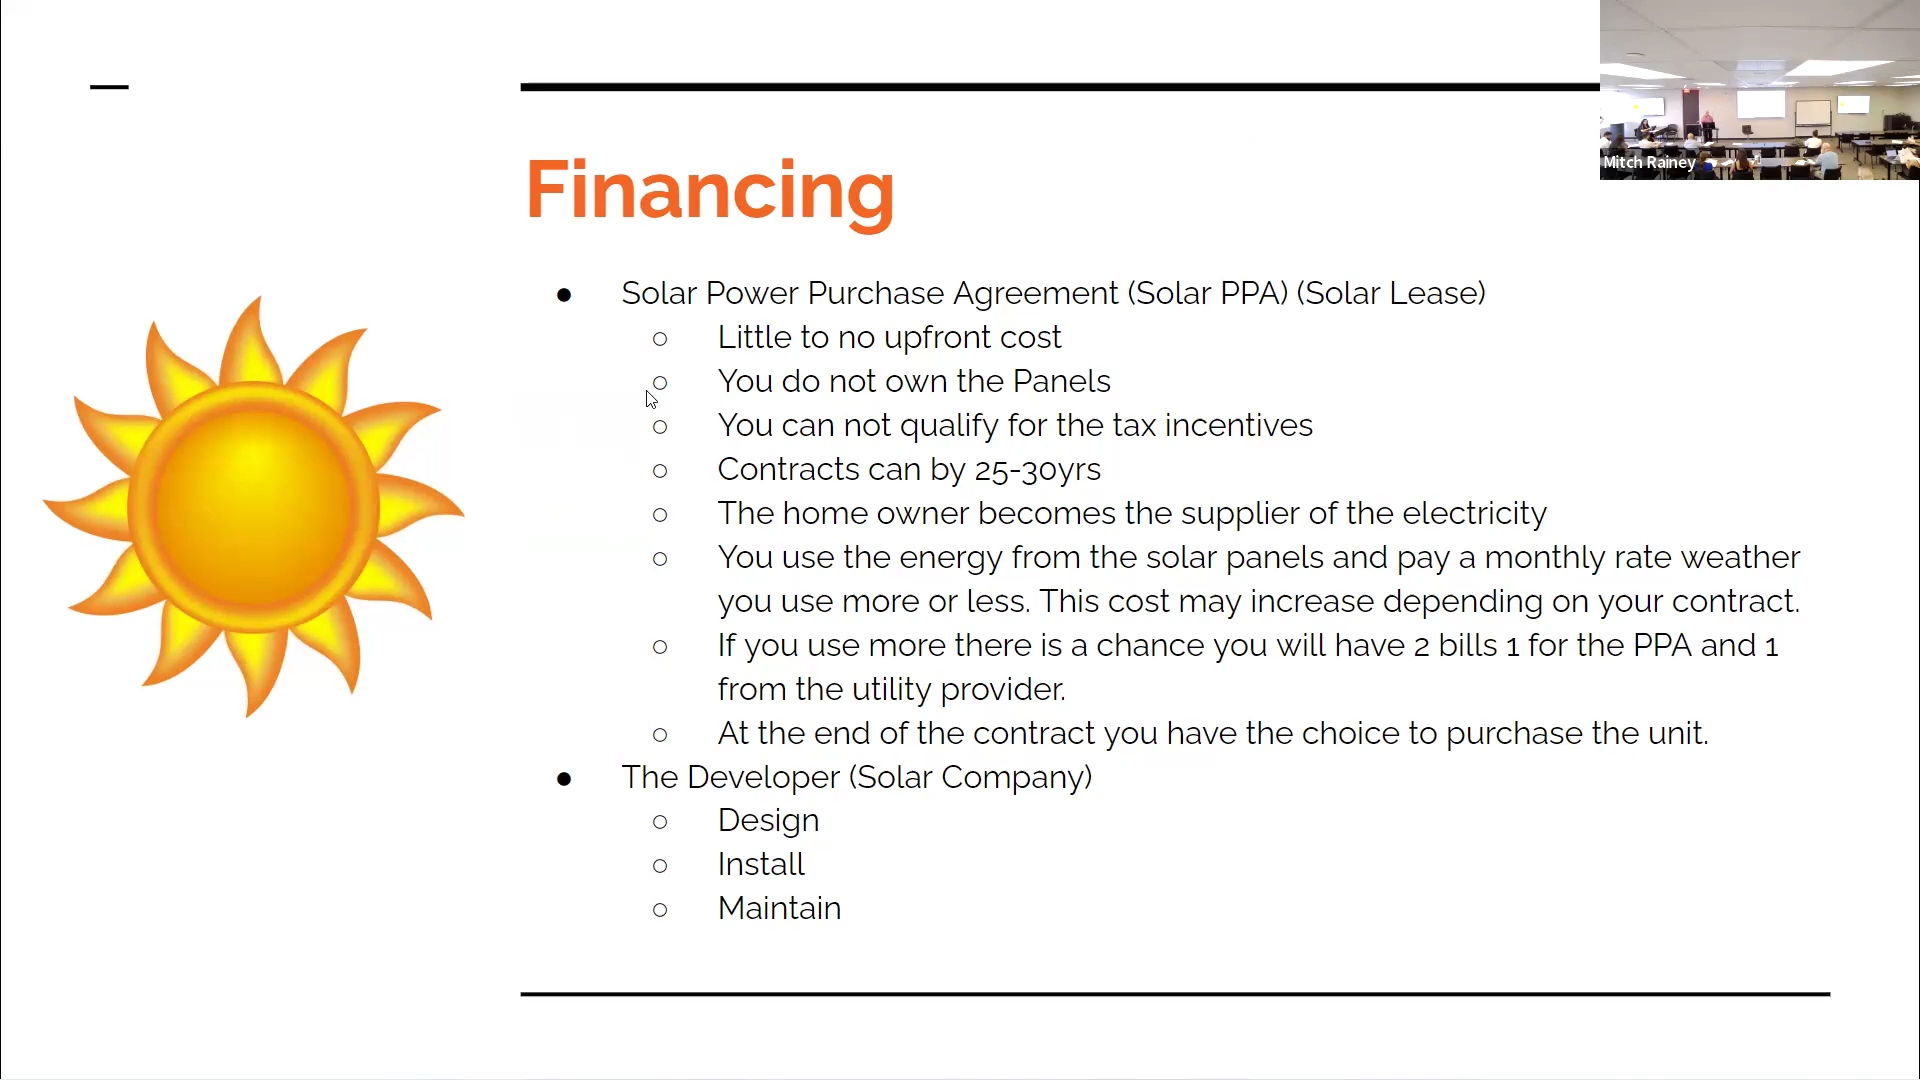 Mitch Rainey
Financing
● Solar Power Purchase Agreement (Solar PPA) (Solar Lease)
○ Little to no upfront cost
○ You do not own the Panels
○ You can not qualify for the tax incentives
○ Contracts can by 25-30yrs
○ The home owner becomes the supplier of the electricity
○ You use the energy from the solar panels and pay a monthly rate weather
you use more or less. This cost may increase depending on your contract.
○ If you use more there is a chance you will have 2 bills 1 for the PPA and 1
from the utility provider.
○ At the end of the contract you have the choice to purchase the unit.
● The Developer (Solar Company)
○ Design
○ Install
○ Maintain